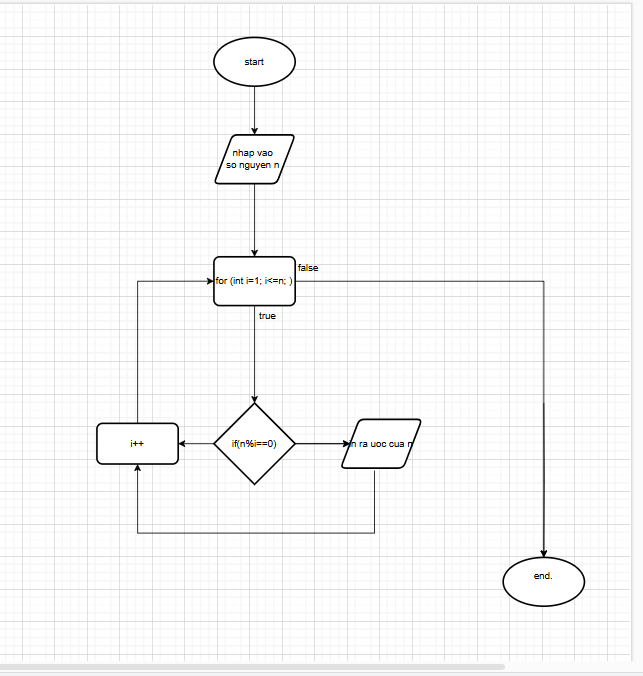 start
nhap vao
so nguyen n
for (int i=1; i<=n; )
false
true
i++
if(n%i==0)
in ra uoc cua n
end.